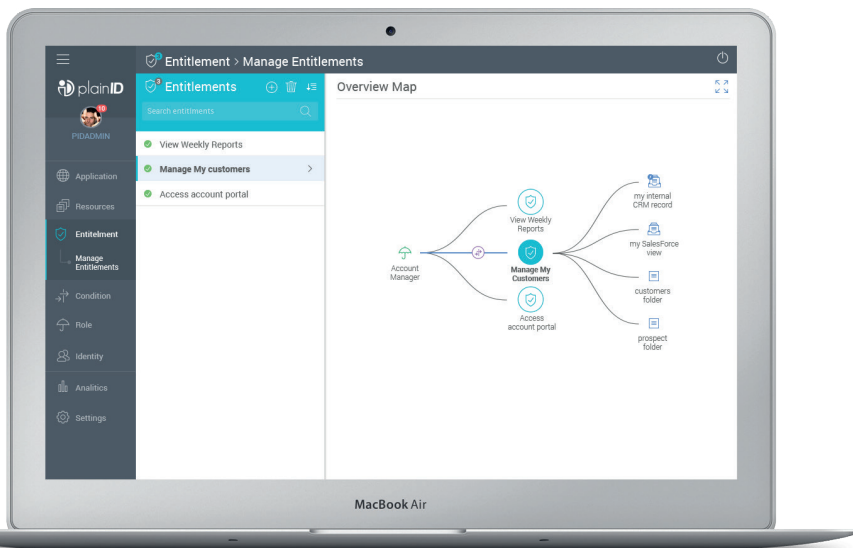 Entitlement > Manage Entitlements
plainID
10
PIDADMIN
Application
Resources
Entitelment
Manage
Entitlements
Condition
Role
Identity
Analitics
Settings
3
Entitlements
Search entitlments
View Weekly Reports
Manage My customers
Access account portal
Overview Map
Account
Manager
View Weekly
Reports
Manage My
Customers
Access
account portal
my internal
CRM record
my SalesForce
view
customers
folder
prospect
folder
MacBook Air